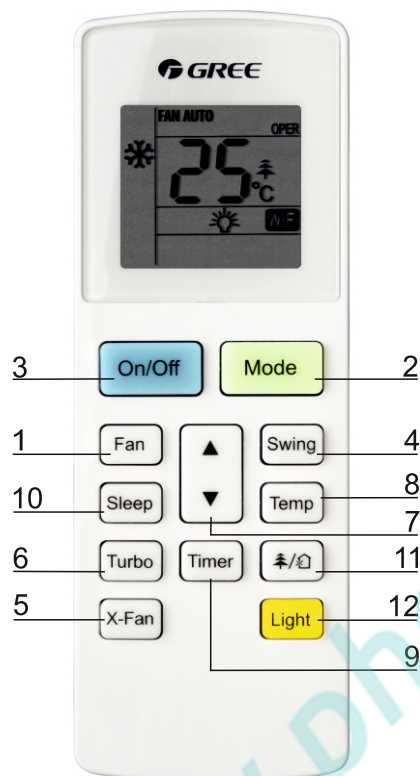 GREE
FAN AUTO
OPER
25 °C
WiFi
3 On/Off Mode 2
1 Fan ▲ Swing 4
10 Sleep ▼ Temp 8
7
6 Turbo Timer 11
5 X-Fan Light 12
9